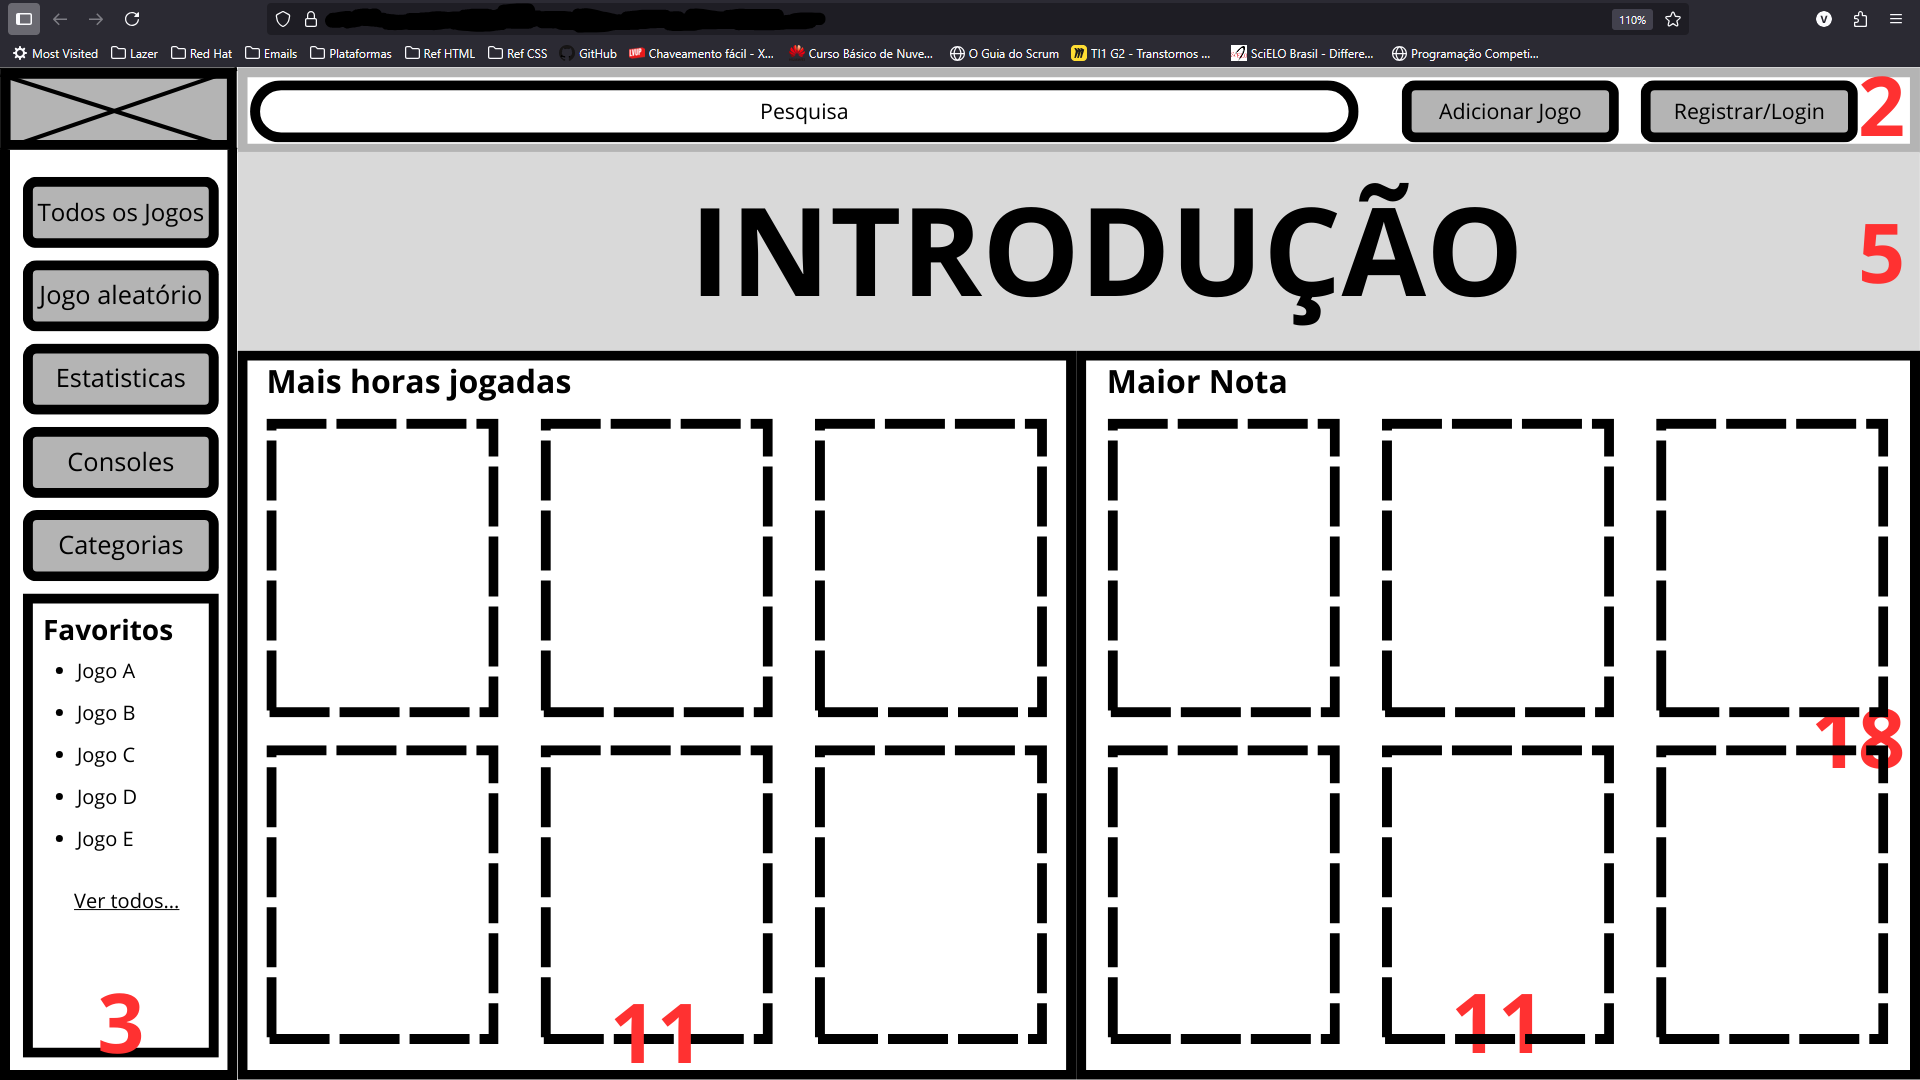 110%
V
Most Visited Lazer Red Hat Emails Plataformas Ref HTML Ref CSS GitHub Chaveamento fácil - X... Curso Básico de Nuve... O Guia do Scrum TI1 G2 - Transtornos ... SciELO Brasil - Differe... Programação Competi...
Pesquisa
Adicionar Jogo
Registrar/Login
2
Todos os Jogos
Jogo aleatório
Estatisticas
Consoles
Categorias
Favoritos
• Jogo A
• Jogo B
• Jogo C
• Jogo D
• Jogo E
Ver todos...
3
INTRODUÇÃO
5
Mais horas jogadas
11
Maior Nota
18
11